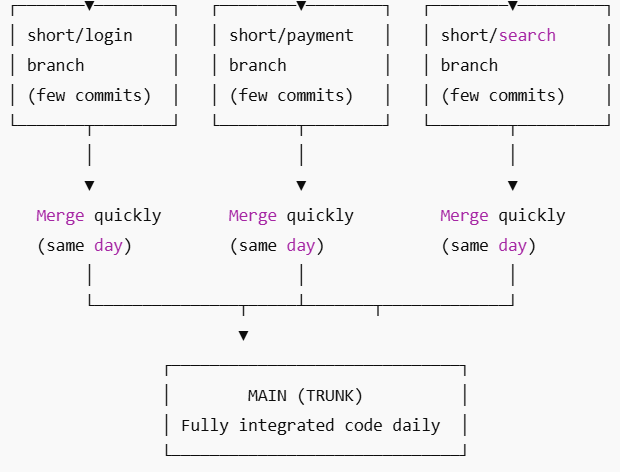 short/login short/payment short/search
branch branch branch
(few commits) (few commits) (few commits)
Merge quickly Merge quickly Merge quickly
(same day) (same day) (same day)
MAIN (TRUNK)
Fully integrated code daily